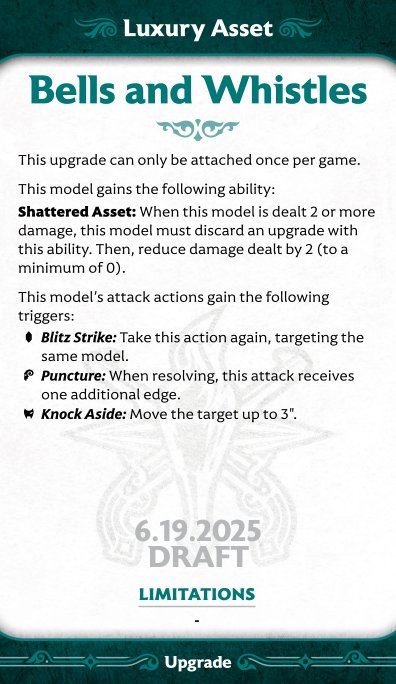 Luxury Asset
Bells and Whistles
This upgrade can only be attached once per game.
This model gains the following ability:
Shattered Asset: When this model is dealt 2 or more
damage, this model must discard an upgrade with
this ability. Then, reduce damage dealt by 2 (to a
minimum of 0).
This model’s attack actions gain the following
triggers:
Blitz Strike: Take this action again, targeting the
same model.
Puncture: When resolving, this attack receives
one additional edge.
Knock Aside: Move the target up to 3".
6.19.2025
DRAFT
LIMITATIONS
-
Upgrade